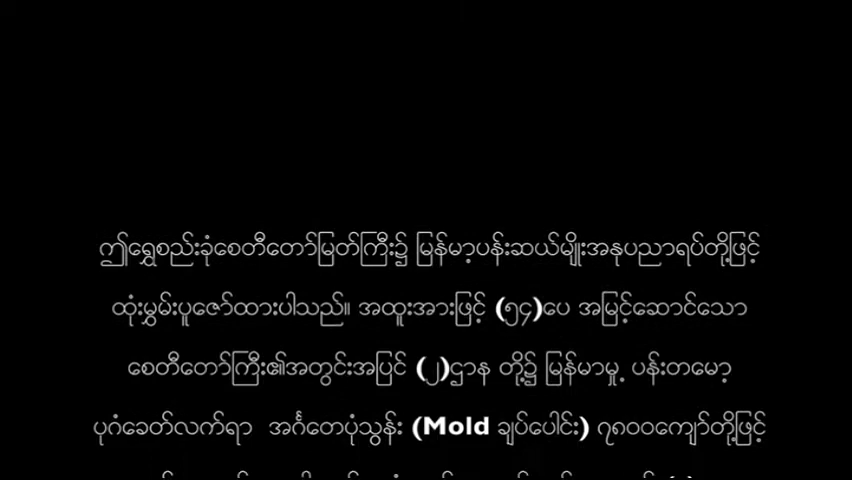 ဤရွှေစည်းခုံစေတီတော်မြတ်ကြီး၌ မြန်မာ့ပန်းဆယ်မျိုးအနုပညာရပ်တို့ဖြင့်
ထုံးမွှမ်းပူဇော်ထားပါသည်။ အထူးအားဖြင့် (၅၄)ပေ အမြင့်ဆောင်သော
စေတီတော်ကြီး၏အတွင်းအပြင် (၂)ဌာန တို့၌ မြန်မာမှု့ ပန်းတမော့
ပုဂံခေတ်လက်ရာ အင်္ဂတေပုံသွန်း (Mold ချပ်ပေါင်း) ၇၈၀၀ကျော်တို့ဖြင့်